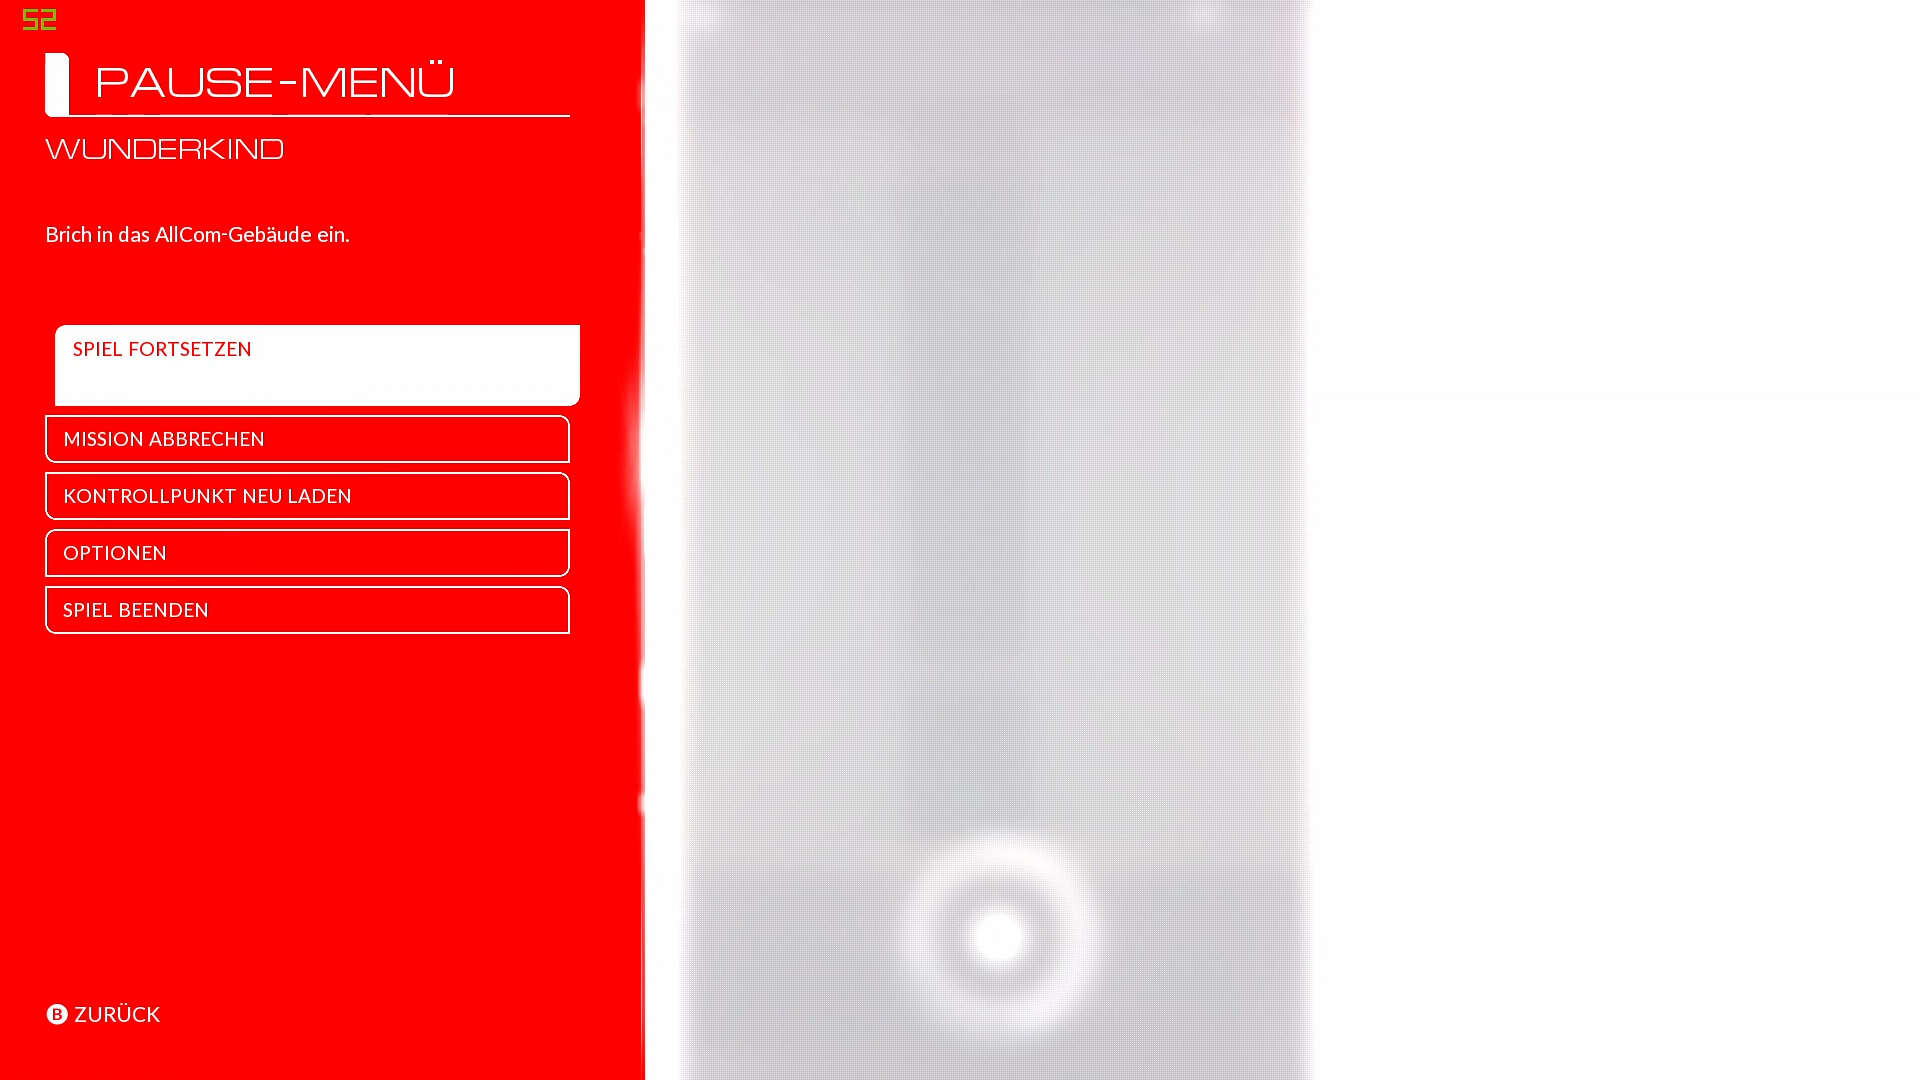 52
PAUSE-MENÜ
WUNDERKIND
Brich in das AllCom-Gebäude ein.
SPIEL FORTSETZEN
MISSION ABBRECHEN
KONTROLLPUNKT NEU LADEN
OPTIONEN
SPIEL BEENDEN
B ZURÜCK